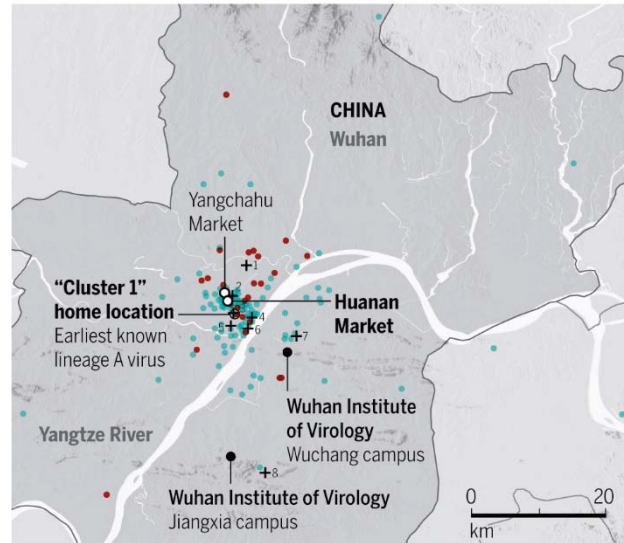 CHINA
Wuhan
Yangchahu
Market
1
2
“Cluster 1”
home location
Earliest known
lineage A virus
Huanan
Market
4
5
6
7
Wuhan Institute
of Virology
Wuchang campus
Yangtze River
8
Wuhan Institute of Virology
Jiangxia campus
0
20
km